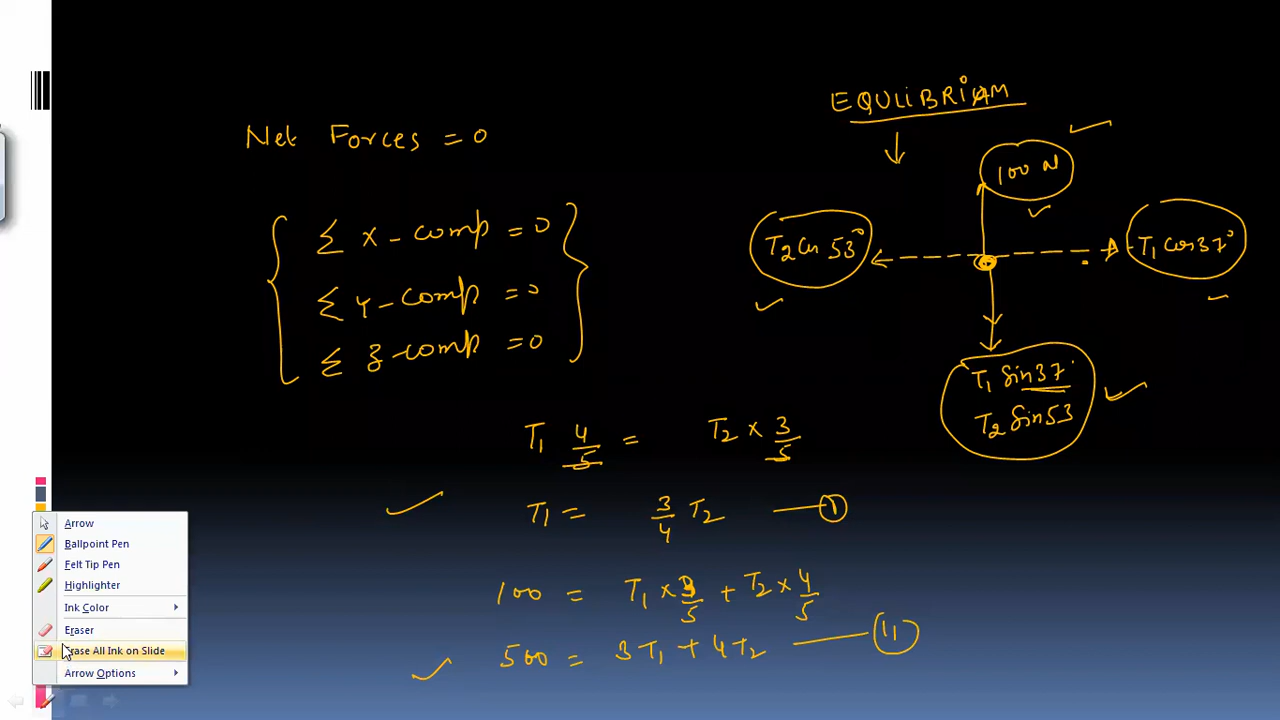 EQULIBRIAM
Net Forces = 0
100 N
Σ X - comp = 0
Σ Y - comp = 0
Σ z - comp = 0
T₂ cos 53°
T₁ cos 37°
T₁ Sin 37°
T₂ Sin 53
T₁ 4/5 = T₂ × 3/5
T₁ = 3/4 T₂ — ①
100 = T₁ × 3/5 + T₂ × 4/5
500 = 3T₁ + 4T₂ — ⑪
Arrow
Ballpoint Pen
Felt Tip Pen
Highlighter
Ink Color
Eraser
Erase All Ink on Slide
Arrow Options